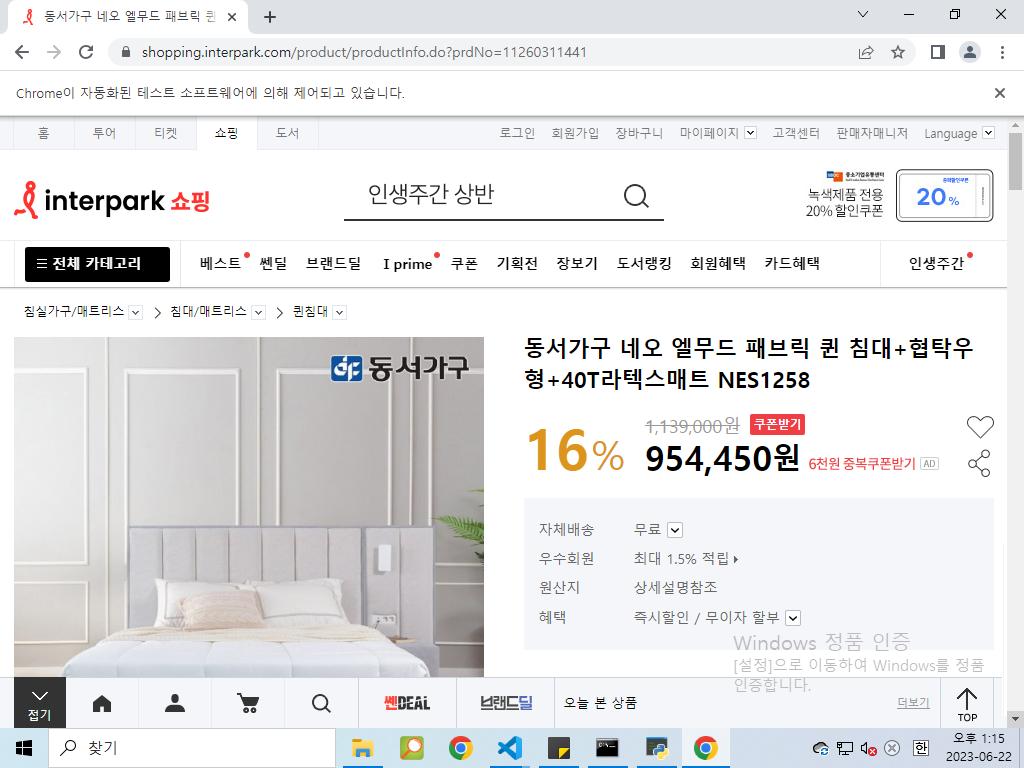 동서가구 네오 엘무드 패브릭 퀸
shopping.interpark.com/product/productInfo.do?prdNo=11260311441
Chrome이 자동화된 테스트 소프트웨어에 의해 제어되고 있습니다.
홈 투어 티켓 쇼핑 도서 로그인 회원가입 장바구니 마이페이지 고객센터 판매자매니저 Language
interpark 쇼핑
인생주간 상반
중소기업유통센터
녹색제품 전용
20% 할인쿠폰
중복할인쿠폰
20%
전체 카테고리 베스트 쎈딜 브랜드딜 I prime 쿠폰 기획전 장보기 도서랭킹 회원혜택 카드혜택 인생주간
침실가구/매트리스 침대/매트리스 퀸침대
동서가구
동서가구 네오 엘무드 패브릭 퀸 침대+협탁우
형+40T라텍스매트 NES1258
16%
1,139,000원 쿠폰받기
954,450원 6천원 중복쿠폰받기 AD
자체배송 무료
우수회원 최대 1.5% 적립
원산지 상세설명참조
혜택 즉시할인 / 무이자 할부
Windows 정품 인증
[설정]으로 이동하여 Windows를 정품
인증합니다.
접기
쎈DEAL
브랜드딜
오늘 본 상품
더보기
TOP
찾기
한
오후 1:15
2023-06-22